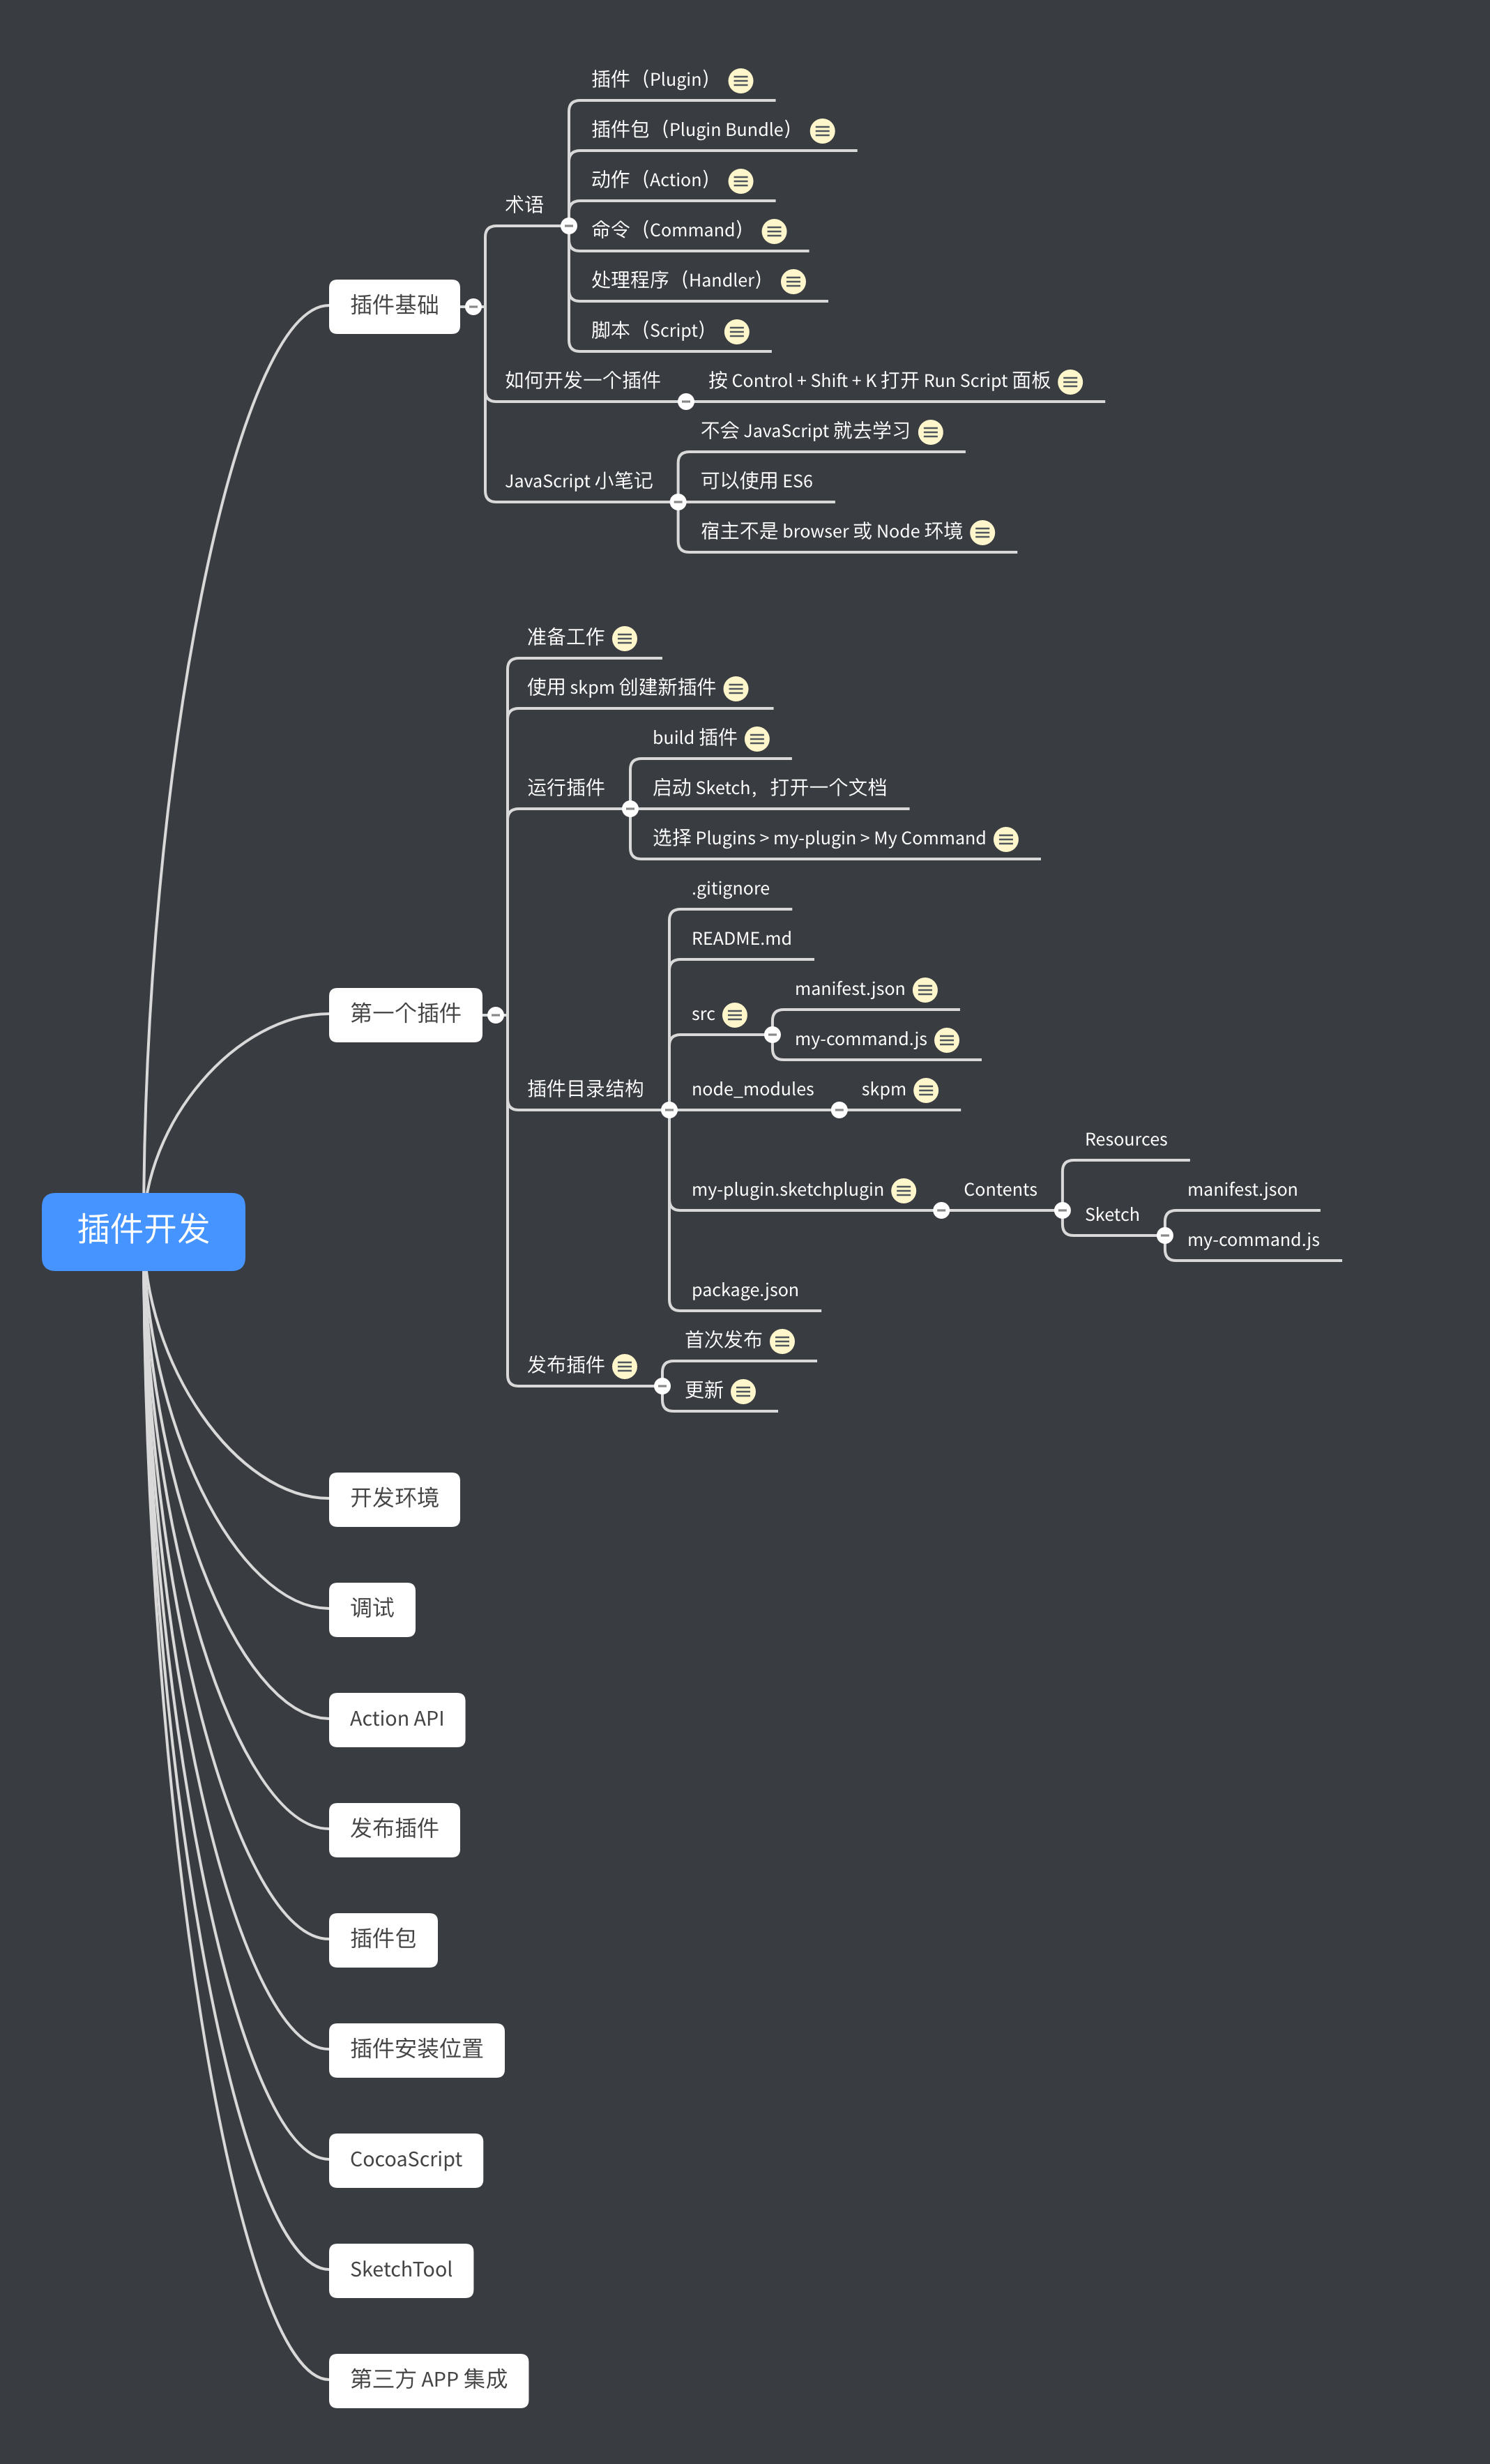 插件（Plugin）
插件包（Plugin Bundle）
动作（Action）
术语
命令（Command）
处理程序（Handler）
插件基础
脚本（Script）
如何开发一个插件
按 Control + Shift + K 打开 Run Script 面板
不会 JavaScript 就去学习
JavaScript 小笔记
可以使用 ES6
宿主不是 browser 或 Node 环境
准备工作
使用 skpm 创建新插件
build 插件
运行插件
启动 Sketch，打开一个文档
选择 Plugins > my-plugin > My Command
.gitignore
README.md
manifest.json
第一个插件
src
my-command.js
插件目录结构
node_modules
skpm
Resources
my-plugin.sketchplugin
Contents
manifest.json
Sketch
插件开发
my-command.js
package.json
首次发布
发布插件
更新
开发环境
调试
Action API
发布插件
插件包
插件安装位置
CocoaScript
SketchTool
第三方 APP 集成